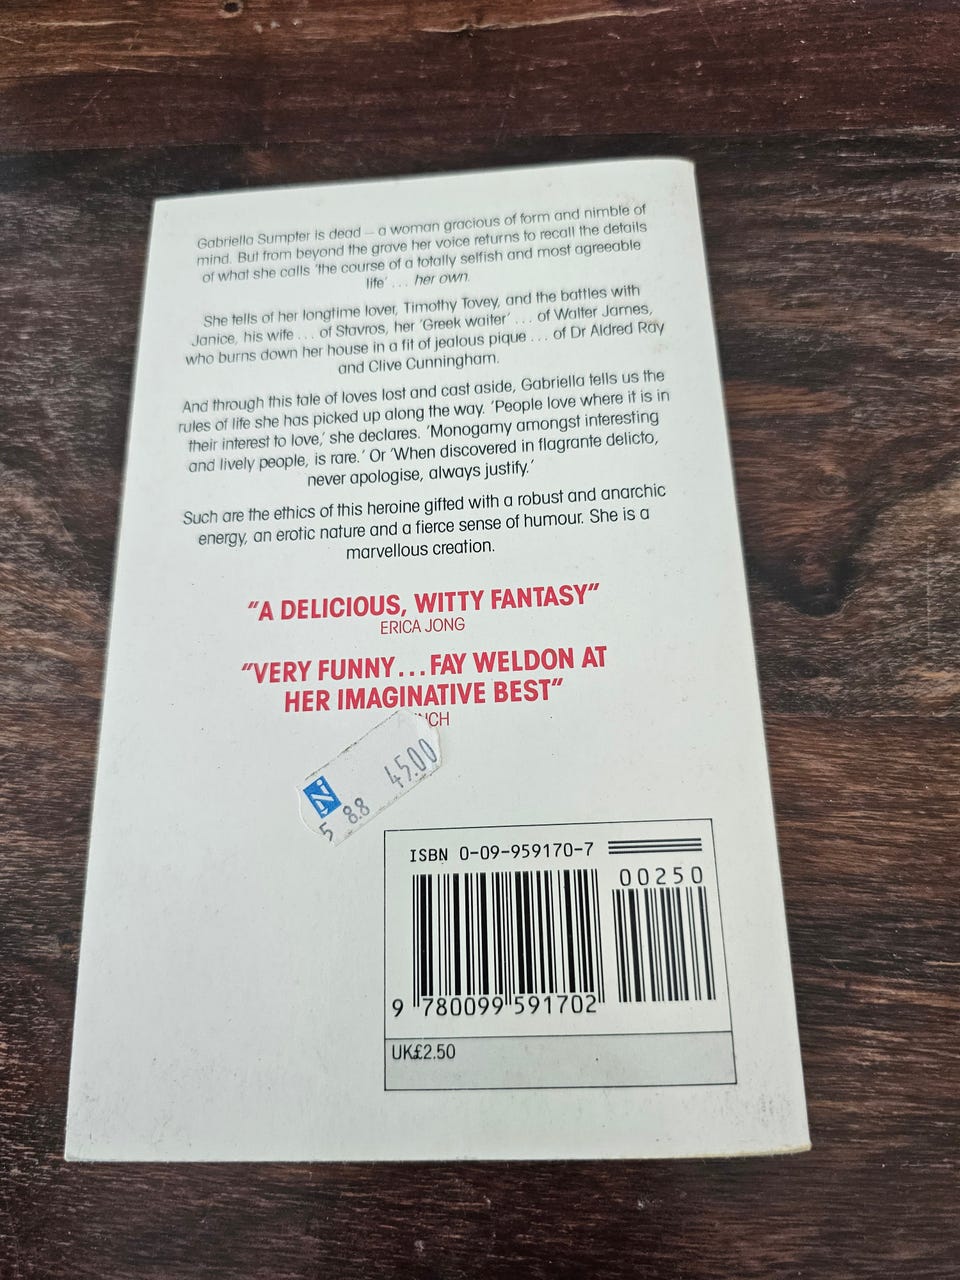 Gabriella Sumpter is dead – a woman gracious of form and nimble of
mind. But from beyond the grave her voice returns to recall the details
of what she calls 'the course of a totally selfish and most agreeable
life' . . . her own.
She tells of her longtime lover, Timothy Tovey, and the battles with
Janice, his wife . . . of Stavros, her 'Greek waiter' . . . of Walter James,
who burns down her house in a fit of jealous pique . . . of Dr Aldred Ray
and Clive Cunningham.
And through this tale of loves lost and cast aside, Gabriella tells us the
rules of life she has picked up along the way. 'People love where it is in
their interest to love,' she declares. 'Monogamy amongst interesting
and lively people, is rare.' Or 'When discovered in flagrante delicto,
never apologise, always justify.'
Such are the ethics of this heroine gifted with a robust and anarchic
energy, an erotic nature and a fierce sense of humour. She is a
marvellous creation.
"A DELICIOUS, WITTY FANTASY"
ERICA JONG
"VERY FUNNY...FAY WELDON AT
HER IMAGINATIVE BEST"
45.00
5 8.8
ISBN 0-09-959170-7
00250
9 780099 591702
UK£2.50